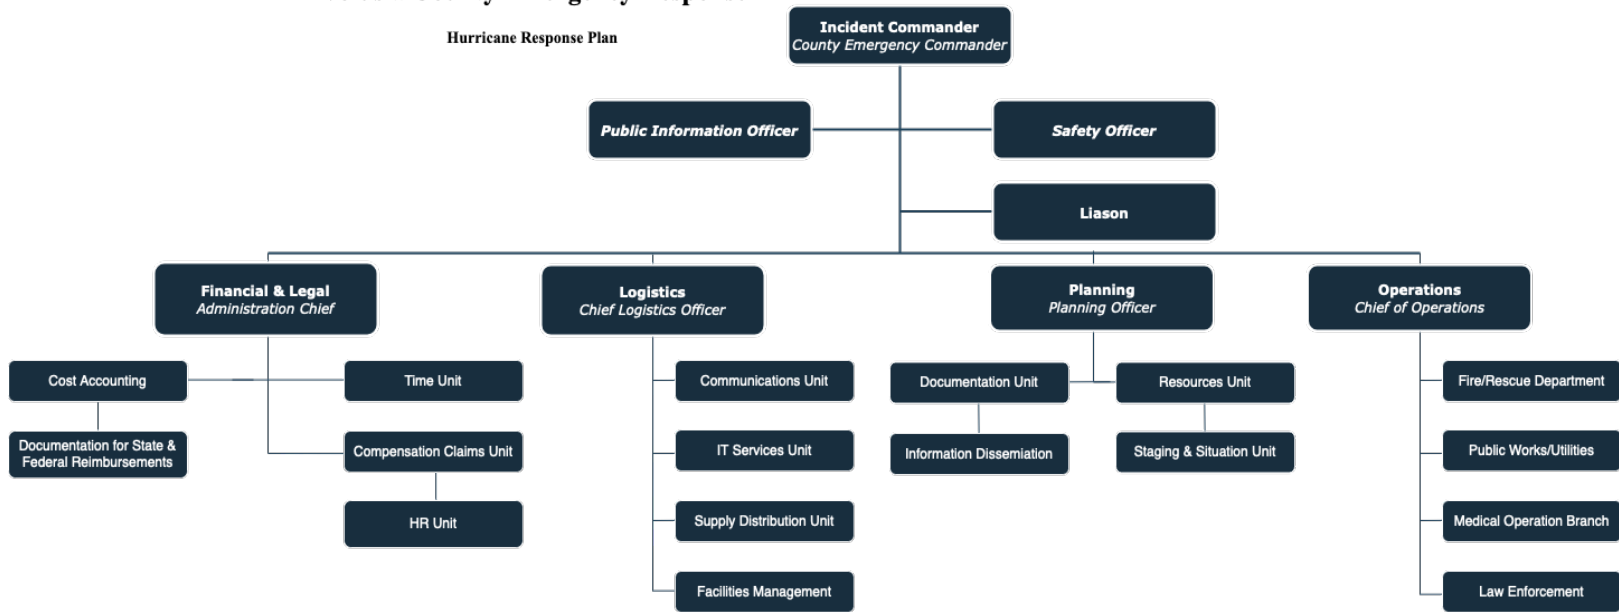 Hurricane Response Plan
Incident Commander
County Emergency Commander
Public Information Officer
Safety Officer
Liason
Financial & Legal
Administration Chief
Logistics
Chief Logistics Officer
Planning
Planning Officer
Operations
Chief of Operations
Cost Accounting
Time Unit
Documentation for State &
Federal Reimbursements
Compensation Claims Unit
HR Unit
Communications Unit
IT Services Unit
Supply Distribution Unit
Facilities Management
Documentation Unit
Resources Unit
Information Dissemiation
Staging & Situation Unit
Fire/Rescue Department
Public Works/Utilities
Medical Operation Branch
Law Enforcement